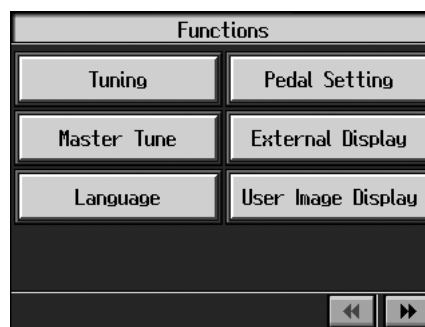 Functions
Tuning
Pedal Setting
Master Tune
External Display
Language
User Image Display